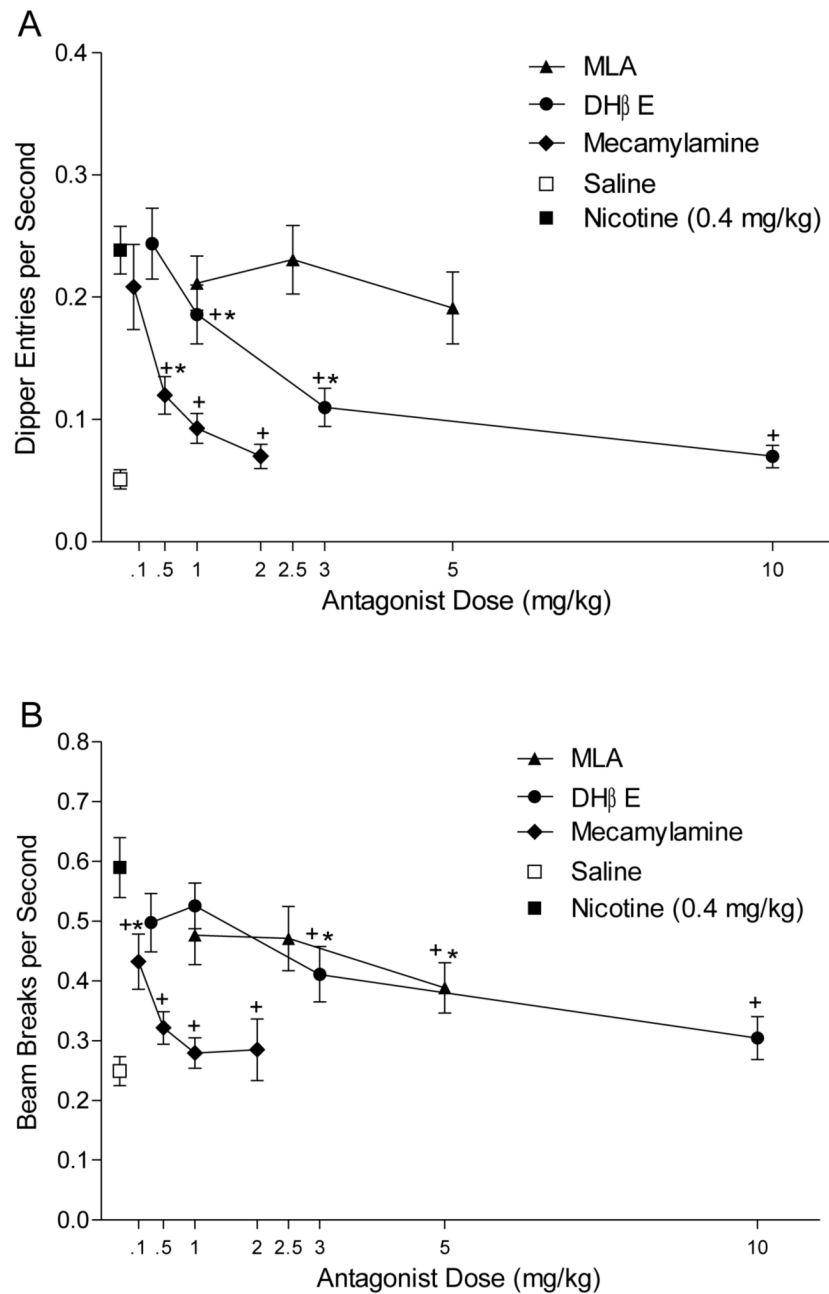 A
0.4
0.3
0.2
0.1
0.0
Dipper Entries per Second
MLA
DHβ E
Mecamylamine
Saline
Nicotine (0.4 mg/kg)
+*
+*
+*
+
+
+
.1 .5 1 2 2.5 3 5 10
Antagonist Dose (mg/kg)
B
0.8
0.7
0.6
0.5
0.4
0.3
0.2
0.1
0.0
Beam Breaks per Second
MLA
DHβ E
Mecamylamine
Saline
Nicotine (0.4 mg/kg)
+*
+*
+*
+
+
+
+
.1 .5 1 2 2.5 3 5 10
Antagonist Dose (mg/kg)